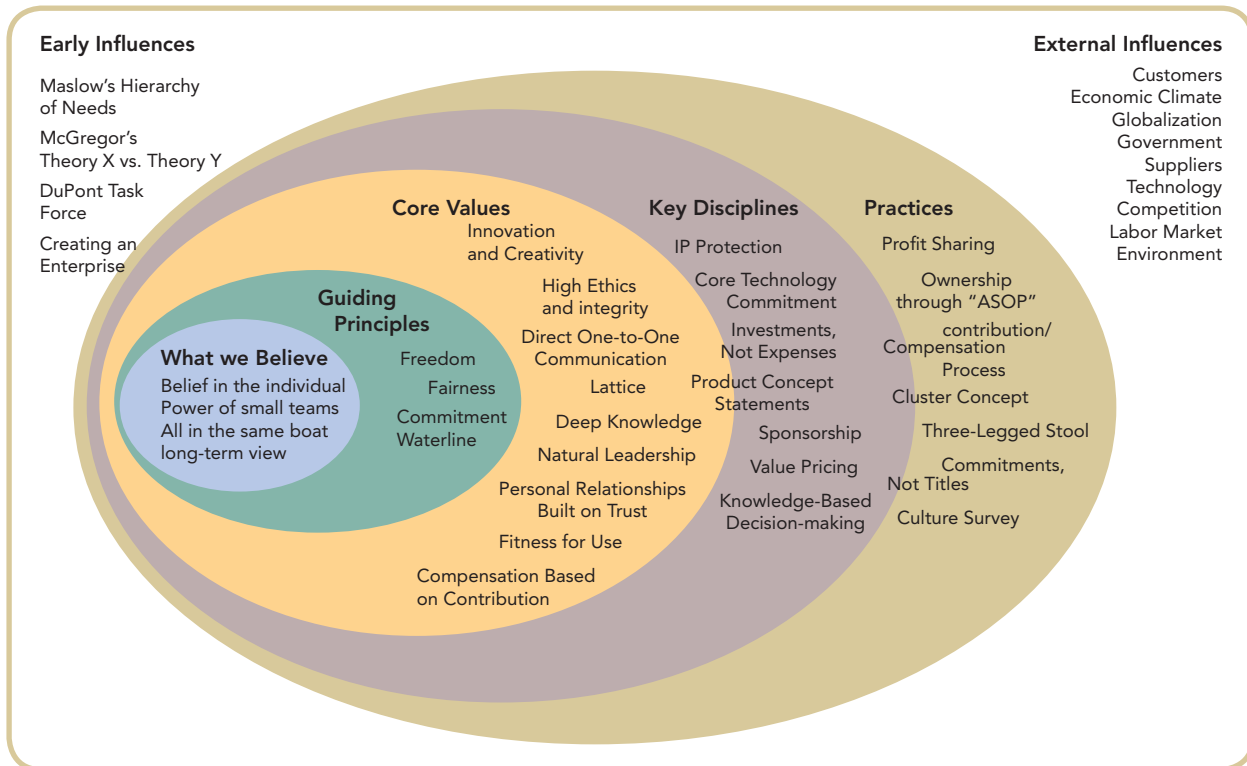 Early Influences
Maslow's Hierarchy
of Needs
McGregor's
Theory X vs. Theory Y
DuPont Task
Force
Creating an
Enterprise
External Influences
Customers
Economic Climate
Globalization
Government
Suppliers
Technology
Competition
Labor Market
Environment
What we Believe
Belief in the individual
Power of small teams
All in the same boat
long-term view
Guiding
Principles
Freedom
Fairness
Commitment
Waterline
Core Values
Innovation
and Creativity
High Ethics
and integrity
Direct One-to-One
Communication
Lattice
Deep Knowledge
Natural Leadership
Personal Relationships
Built on Trust
Fitness for Use
Compensation Based
on Contribution
Key Disciplines
IP Protection
Core Technology
Commitment
Investments,
Not Expenses
Product Concept
Statements
Sponsorship
Value Pricing
Knowledge-Based
Decision-making
Practices
Profit Sharing
Ownership
through “ASOP”
contribution/
Compensation
Process
Cluster Concept
Three-Legged Stool
Commitments,
Not Titles
Culture Survey